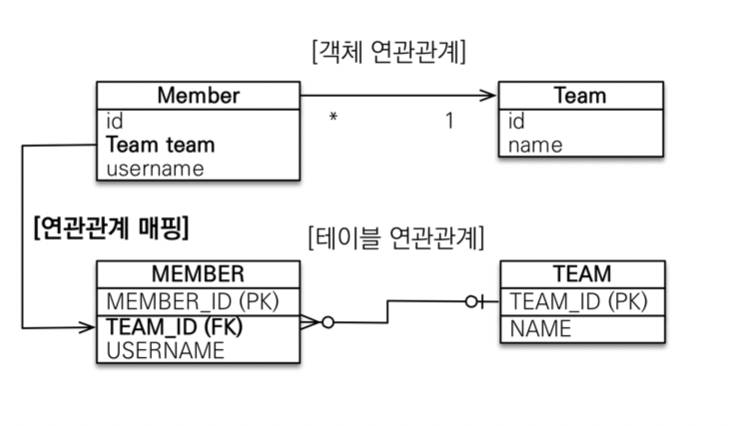 [객체 연관관계]
Member
id
Team team
username
*
1
Team
id
name
[연관관계 매핑]
[테이블 연관관계]
MEMBER
MEMBER_ID (PK)
TEAM_ID (FK)
USERNAME
TEAM
TEAM_ID (PK)
NAME